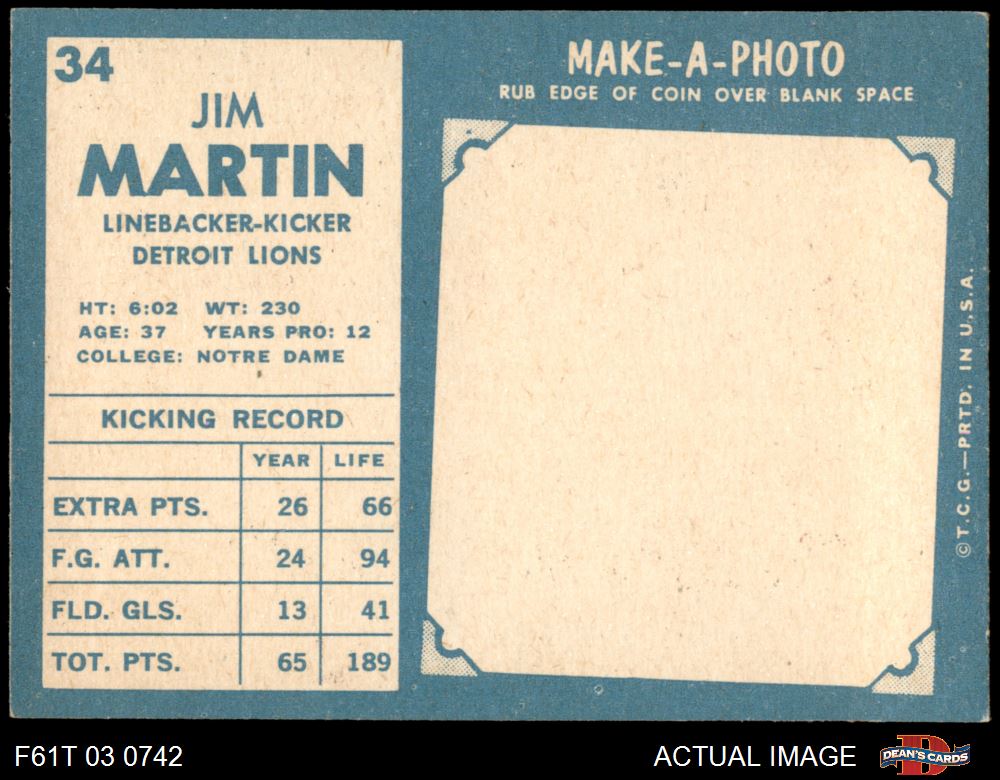 34
JIM
MARTIN
LINEBACKER-KICKER
DETROIT LIONS
HT: 6:02 WT: 230
AGE: 37 YEARS PRO: 12
COLLEGE: NOTRE DAME
KICKING RECORD
YEAR LIFE
EXTRA PTS. 26 66
F.G. ATT. 24 94
FLD. GLS. 13 41
TOT. PTS. 65 189
MAKE-A-PHOTO
RUB EDGE OF COIN OVER BLANK SPACE
©T.C.G.—PRTD. IN U.S.A.
F61T 03 0742
ACTUAL IMAGE
DEAN'S CARDS